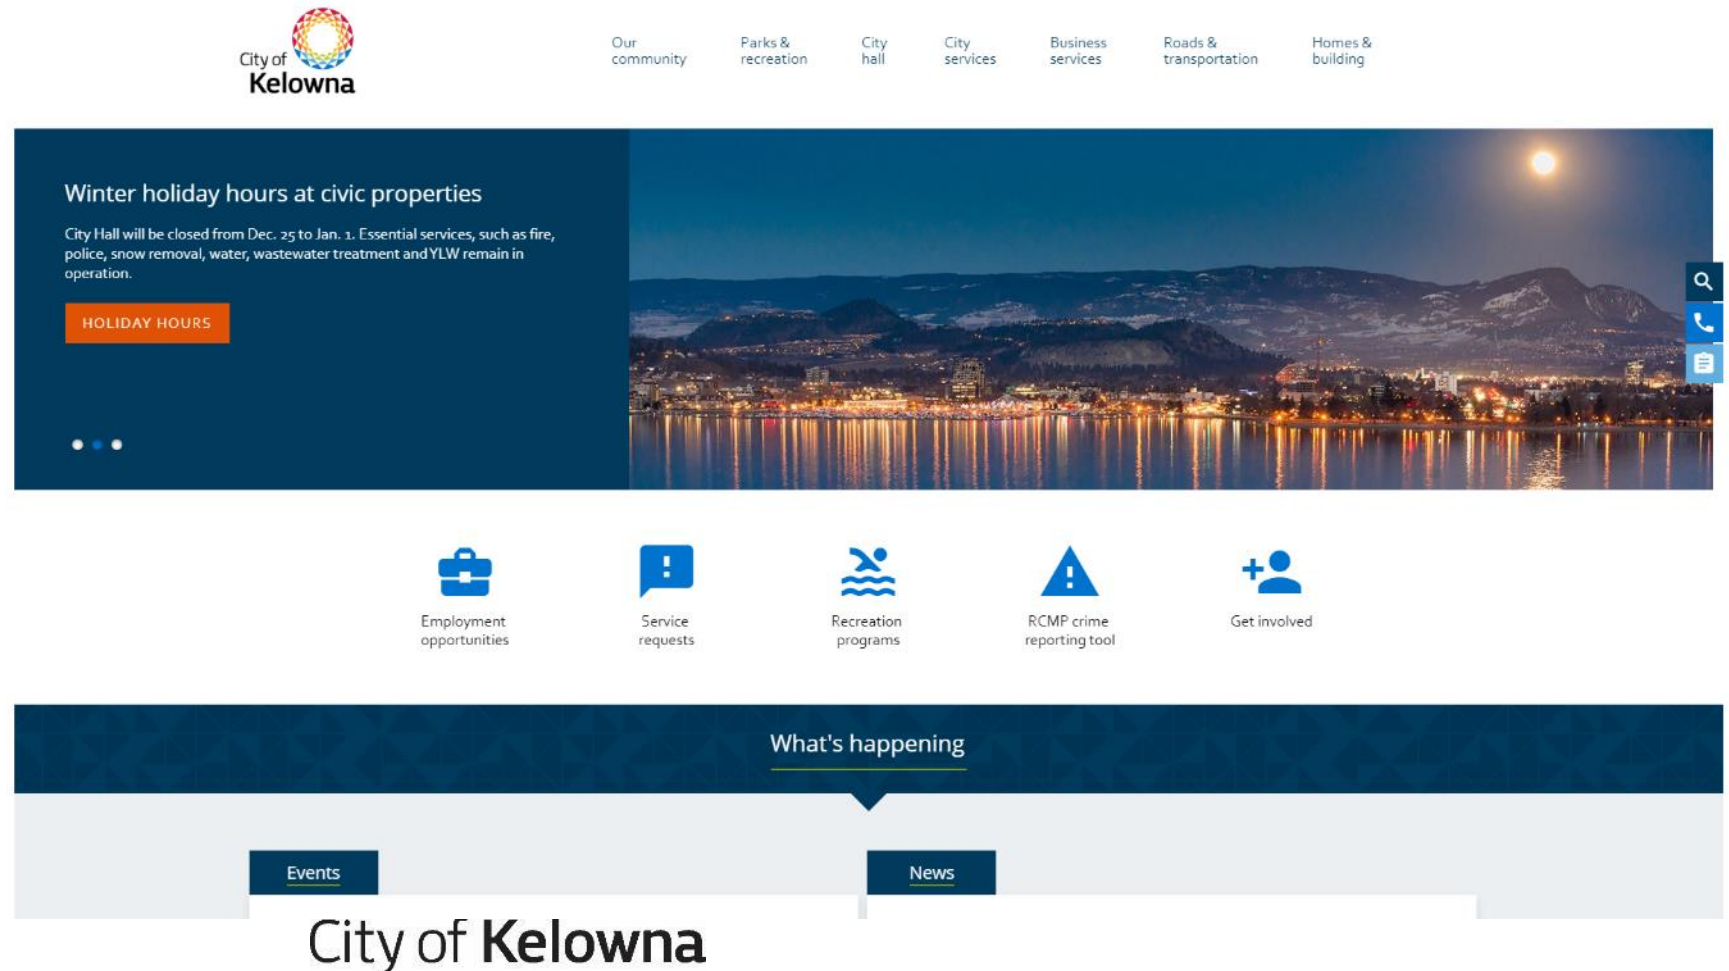 City of
Kelowna
Our
community
Parks &
recreation
City
hall
City
services
Business
services
Roads &
transportation
Homes &
building
Winter holiday hours at civic properties
City Hall will be closed from Dec. 25 to Jan. 1. Essential services, such as fire,
police, snow removal, water, wastewater treatment and YLW remain in
operation.
HOLIDAY HOURS
Employment
opportunities
Service
requests
Recreation
programs
RCMP crime
reporting tool
Get involved
What's happening
Events
News
City of Kelowna